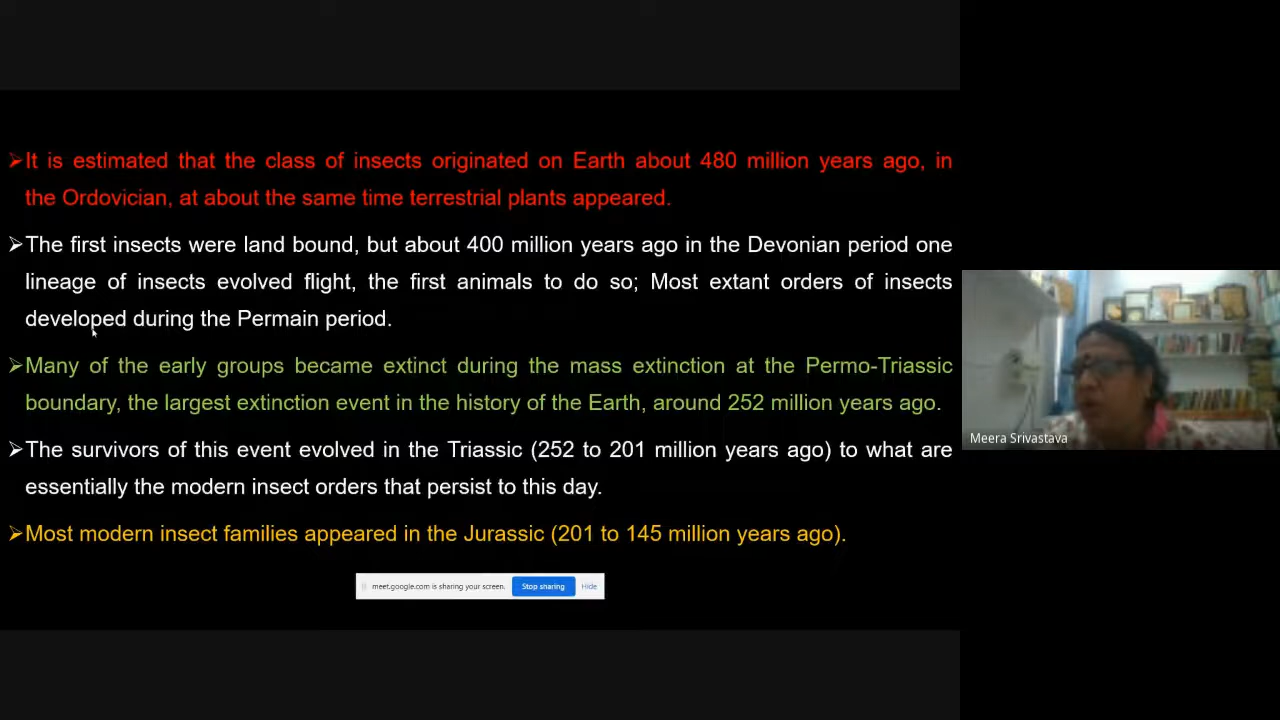 ➢It is estimated that the class of insects originated on Earth about 480 million years ago, in
the Ordovician, at about the same time terrestrial plants appeared.
➢The first insects were land bound, but about 400 million years ago in the Devonian period one
lineage of insects evolved flight, the first animals to do so; Most extant orders of insects
developed during the Permain period.
➢Many of the early groups became extinct during the mass extinction at the Permo-Triassic
boundary, the largest extinction event in the history of the Earth, around 252 million years ago.
➢The survivors of this event evolved in the Triassic (252 to 201 million years ago) to what are
essentially the modern insect orders that persist to this day.
➢Most modern insect families appeared in the Jurassic (201 to 145 million years ago).
meet.google.com is sharing your screen. Stop sharing Hide
Meera Srivastava